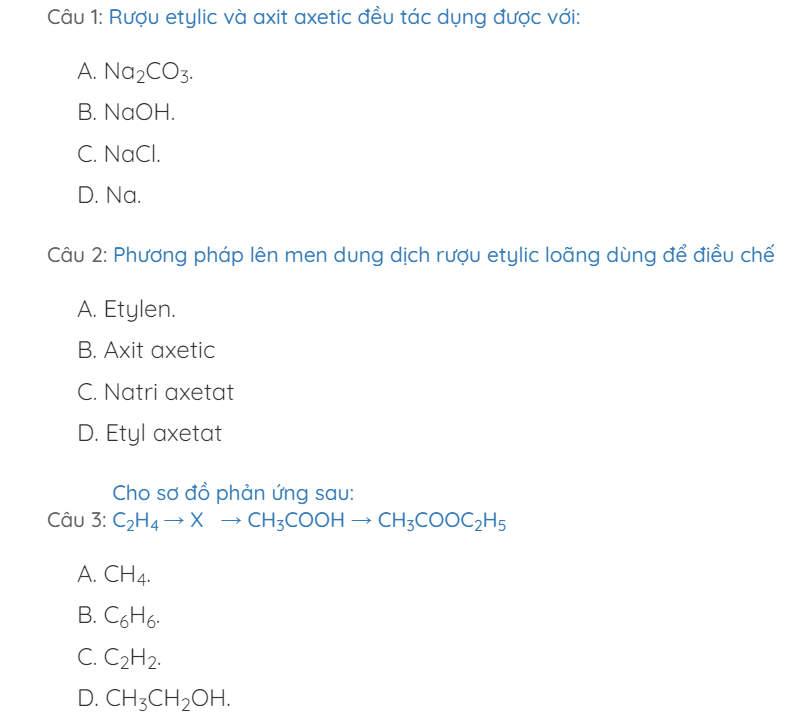 Câu 1: Rượu etylic và axit axetic đều tác dụng được với:
A. Na₂CO₃.
B. NaOH.
C. NaCl.
D. Na.
Câu 2: Phương pháp lên men dung dịch rượu etylic loãng dùng để điều chế
A. Etylen.
B. Axit axetic
C. Natri axetat
D. Etyl axetat
Cho sơ đồ phản ứng sau:
Câu 3: C₂H₄ → X → CH₃COOH → CH₃COOC₂H₅
A. CH₄.
B. C₆H₆.
C. C₂H₂.
D. CH₃CH₂OH.